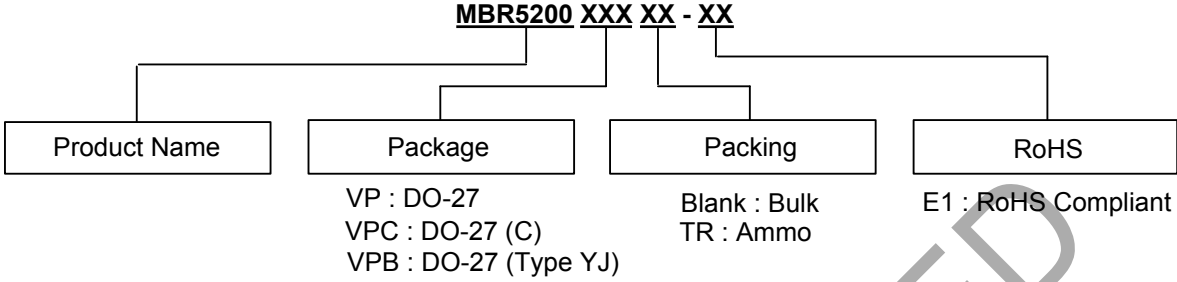 MBR5200 XXX XX - XX
Product Name
Package
Packing
RoHS
VP : DO-27
VPC : DO-27 (C)
VPB : DO-27 (Type YJ)
Blank : Bulk
TR : Ammo
E1 : RoHS Compliant
ED